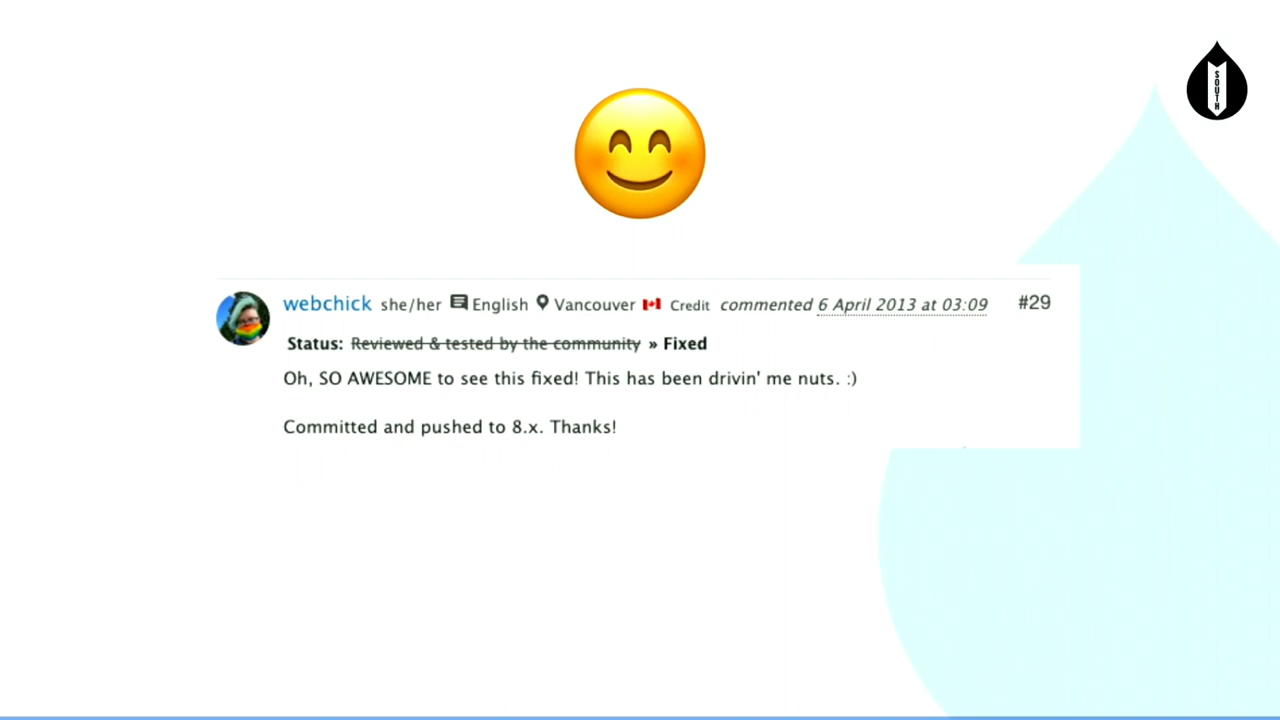 SOUTH
webchick she/her English Vancouver Credit commented 6 April 2013 at 03:09 #29
Status: Reviewed & tested by the community » Fixed
Oh, SO AWESOME to see this fixed! This has been drivin' me nuts. :)
Committed and pushed to 8.x. Thanks!